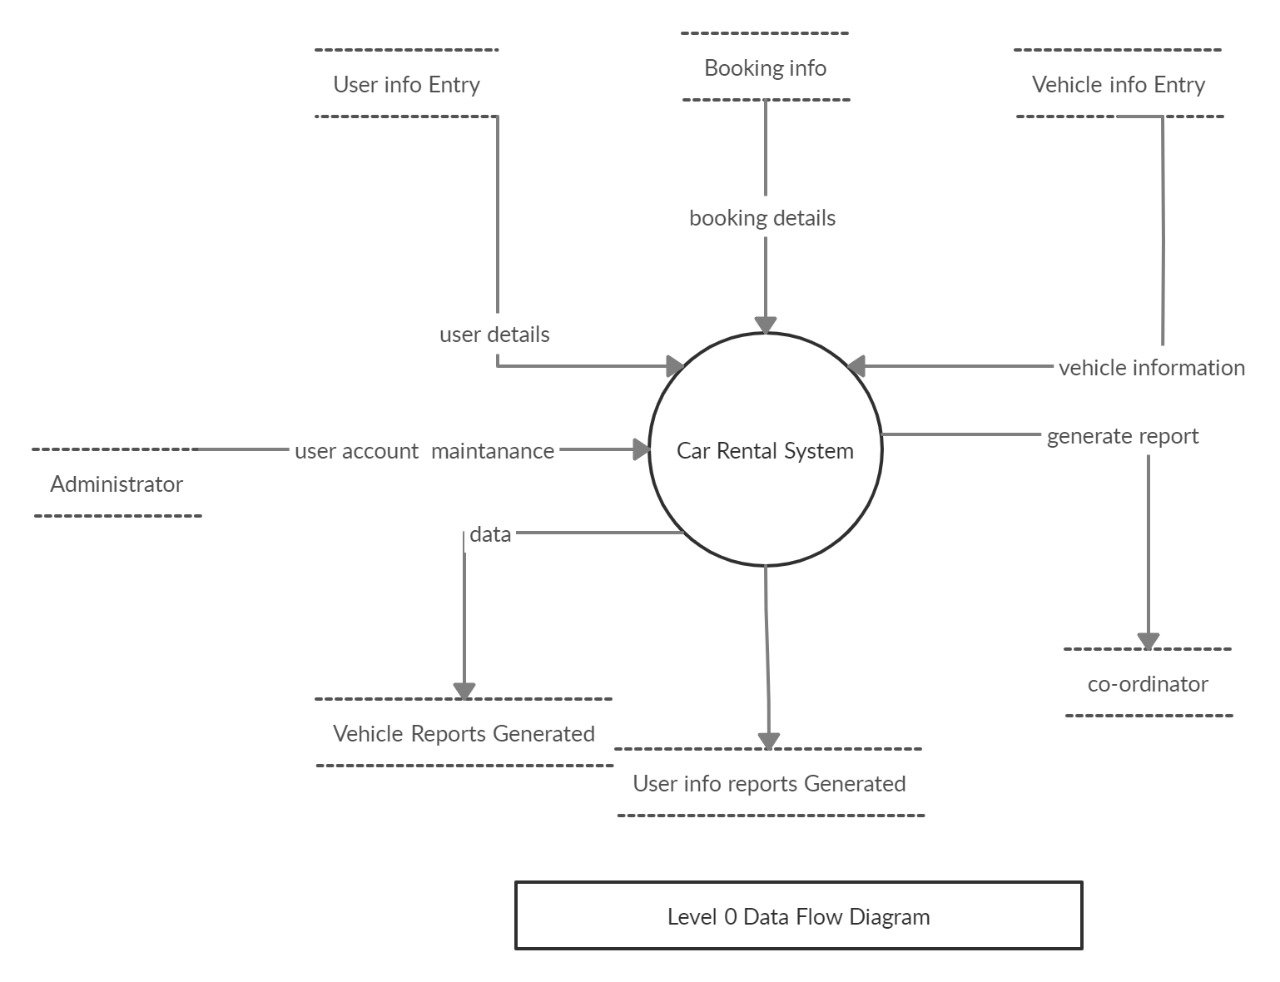 User info Entry
Booking info
Vehicle info Entry
booking details
user details
vehicle information
generate report
user account  maintanance
Car Rental System
Administrator
data
co-ordinator
Vehicle Reports Generated
User info reports Generated
Level 0 Data Flow Diagram